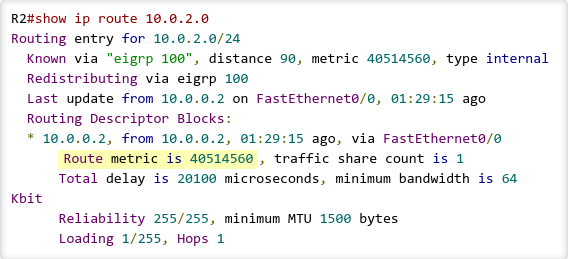 R2#show ip route 10.0.2.0
Routing entry for 10.0.2.0/24
Known via "eigrp 100", distance 90, metric 40514560, type internal
Redistributing via eigrp 100
Last update from 10.0.0.2 on FastEthernet0/0, 01:29:15 ago
Routing Descriptor Blocks:
* 10.0.0.2, from 10.0.0.2, 01:29:15 ago, via FastEthernet0/0
Route metric is 40514560, traffic share count is 1
Total delay is 20100 microseconds, minimum bandwidth is 64
Kbit
Reliability 255/255, minimum MTU 1500 bytes
Loading 1/255, Hops 1